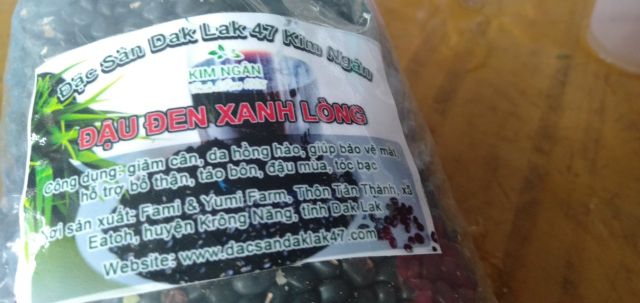 Đặc Sản Dak Lak 47 Kim Ngân
KIM NGÂN
ĐẬU ĐEN XANH LÒNG
Công dụng: giảm cân, da hồng hào, giúp bảo vệ mắt,
hỗ trợ bổ thận, táo bón, đậu mùa, tóc bạc
Nơi sản xuất: Fami & Yumi Farm, Thôn Tân Thành, xã
Eatoh, huyện Krông Năng, tỉnh Dak Lak
Website: www.dacsandaklak47.com